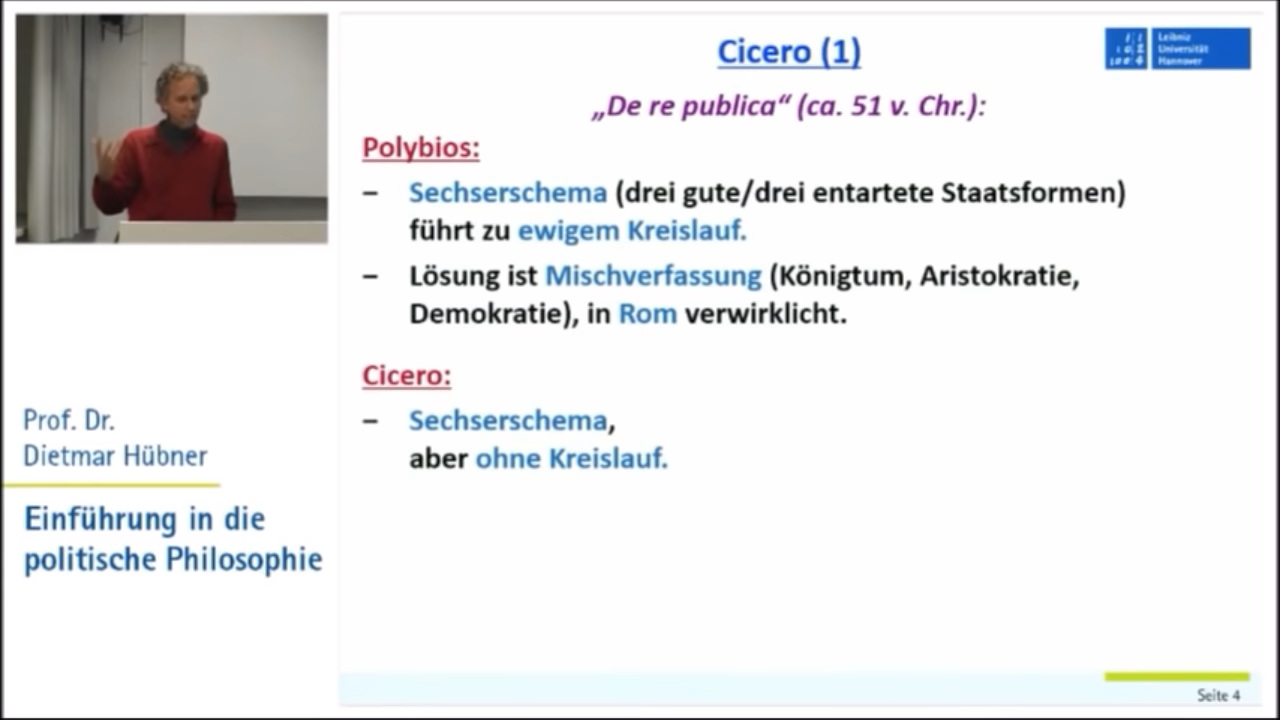 Cicero (1)
Leibniz
Universität
Hannover
„De re publica“ (ca. 51 v. Chr.):
Polybios:
– Sechserschema (drei gute/drei entartete Staatsformen)
führt zu ewigem Kreislauf.
– Lösung ist Mischverfassung (Königtum, Aristokratie,
Demokratie), in Rom verwirklicht.
Cicero:
– Sechserschema,
aber ohne Kreislauf.
Prof. Dr.
Dietmar Hübner
Einführung in die
politische Philosophie
Seite 4